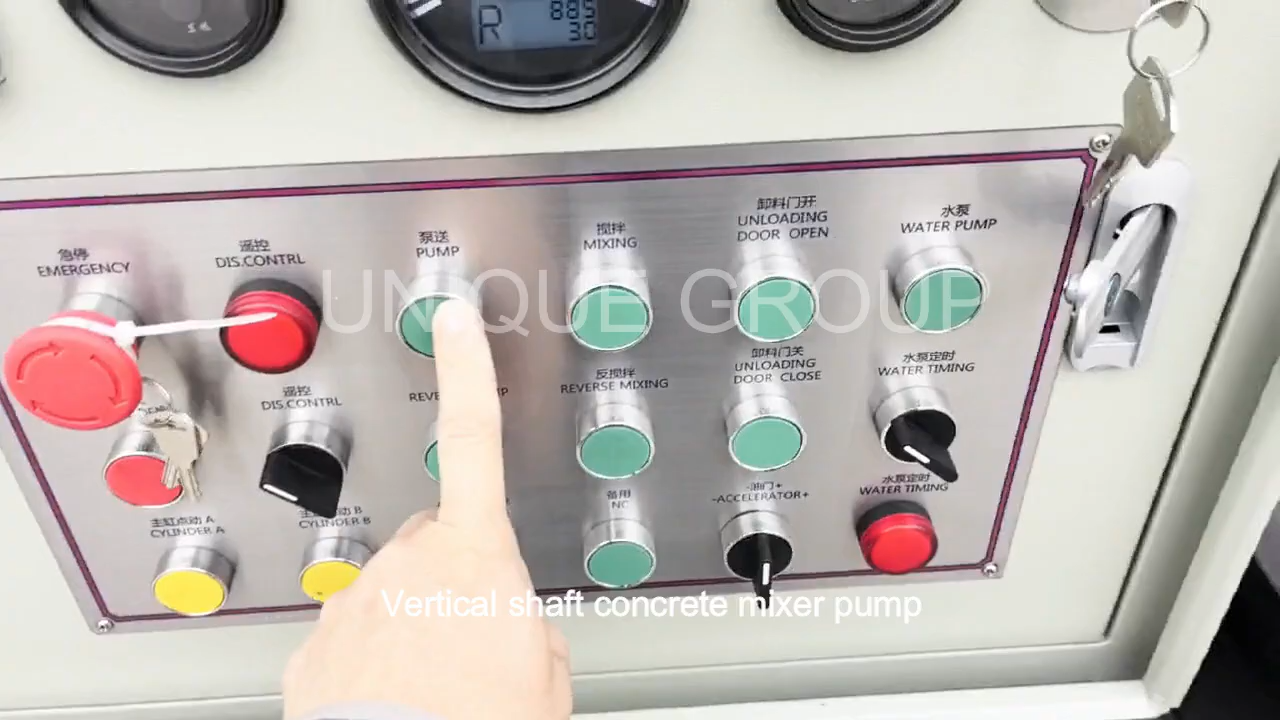 R
885
30
急停
EMERGENCY
遥控
DIS.CONTRL
泵送
PUMP
搅拌
MIXING
卸料门开
UNLOADING
DOOR OPEN
水泵
WATER PUMP
UNIQUE GROUP
遥控
DIS.CONTRL
反搅拌
REVERSE MIXING
卸料门关
UNLOADING
DOOR CLOSE
水泵定时
WATER TIMING
主缸点动 A
CYLINDER A
主缸点动 B
CYLINDER B
备用
NC
-油门+
-ACCELERATOR+
水泵定时
WATER TIMING
Vertical shaft concrete mixer pump